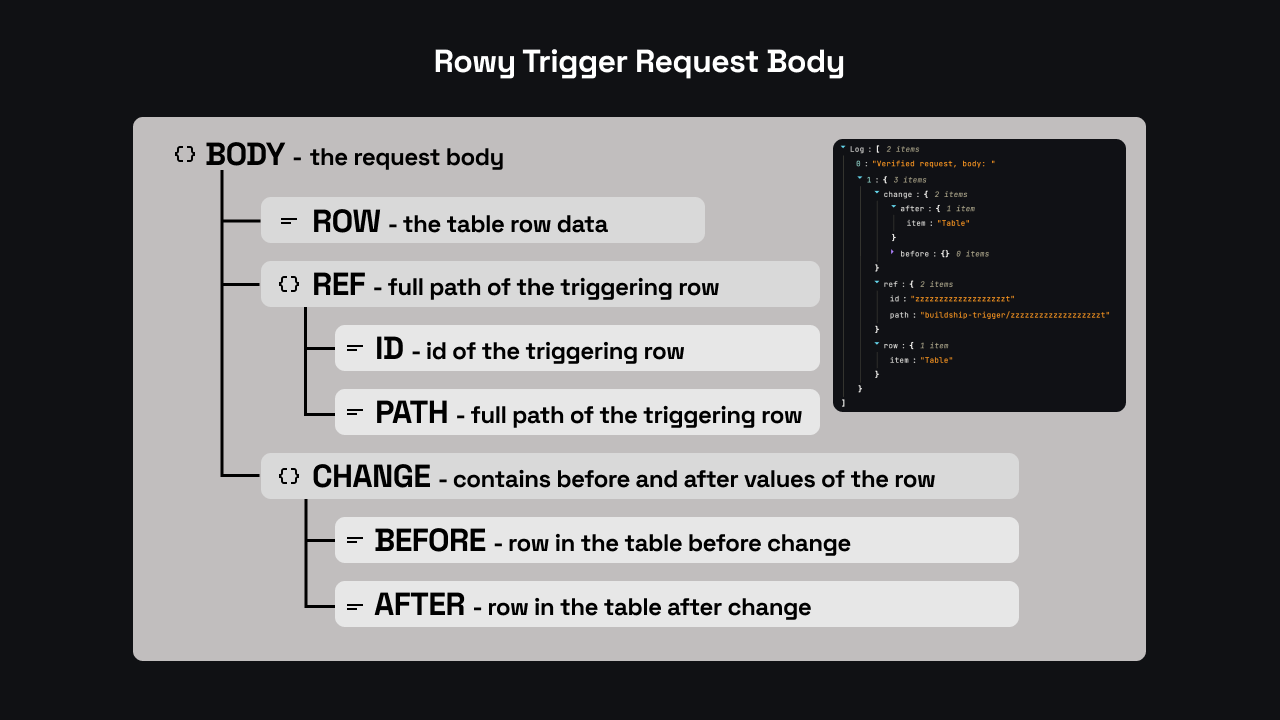 Rowy Trigger Request Body
{} BODY - the request body
ROW - the table row data
{} REF - full path of the triggering row
ID - id of the triggering row
PATH - full path of the triggering row
{} CHANGE - contains before and after values of the row
BEFORE - row in the table before change
AFTER - row in the table after change
Log : [ 2 items
0 : "Verified request, body: "
1 : { 3 items
change : { 2 items
after : { 1 item
item : "Table"
}
before : {} 0 items
}
ref : { 2 items
id : "zzzzzzzzzzzzzzzzzzzt"
path : "buildship-trigger/zzzzzzzzzzzzzzzzzzzt"
}
row : { 1 item
item : "Table"
}
}
]